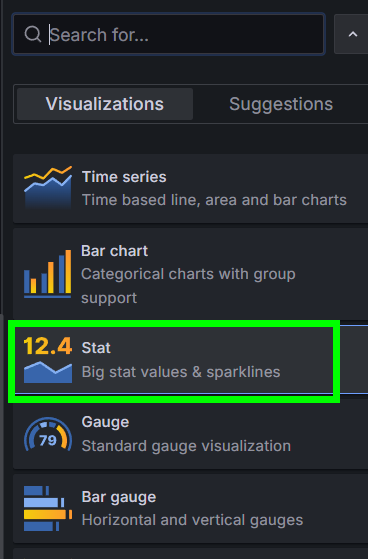 Search for...
Visualizations
Suggestions
Time series
Time based line, area and bar charts
Bar chart
Categorical charts with group
support
12.4
Stat
Big stat values & sparklines
79
Gauge
Standard gauge visualization
Bar gauge
Horizontal and vertical gauges